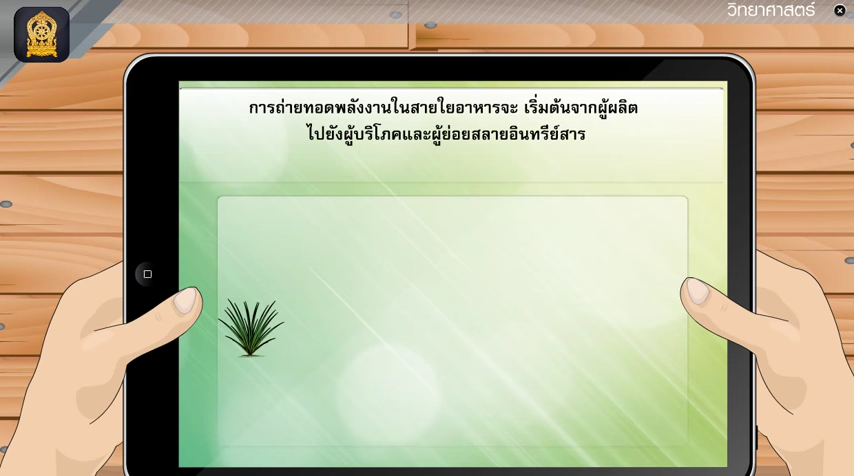 วิทยาศาสตร์
การถ่ายทอดพลังงานในสายใยอาหารจะ เริ่มต้นจากผู้ผลิต
ไปยังผู้บริโภคและผู้ย่อยสลายอินทรีย์สาร